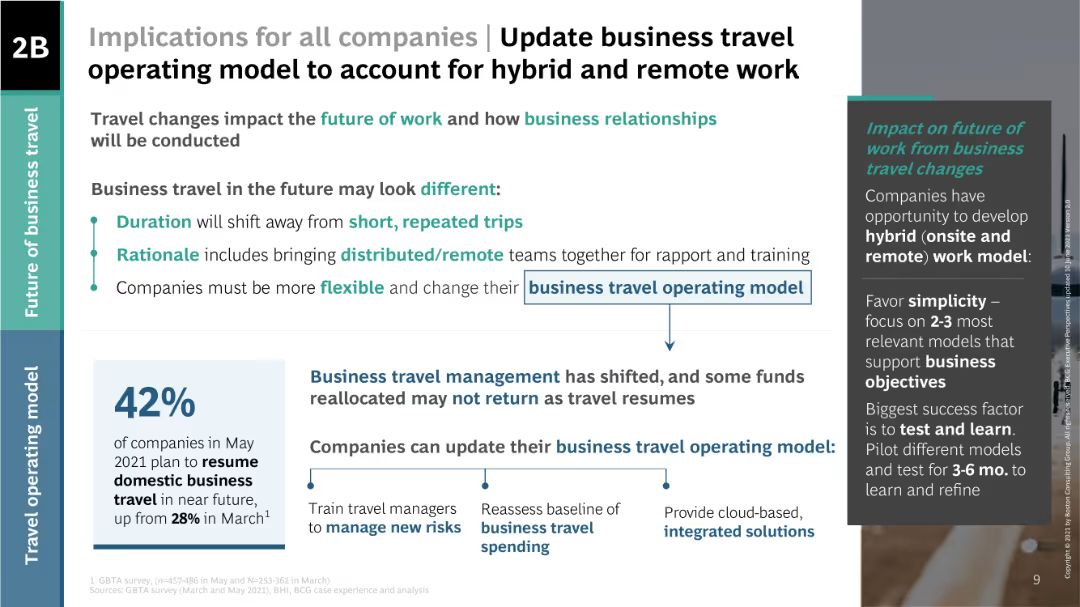 2B
Implications for all companies | Update business travel
operating model to account for hybrid and remote work
Future of business travel
Travel operating model
Travel changes impact the future of work and how business relationships
will be conducted
Business travel in the future may look different:
Duration will shift away from short, repeated trips
Rationale includes bringing distributed/remote teams together for rapport and training
Companies must be more flexible and change their business travel operating model
42%
of companies in May
2021 plan to resume
domestic business
travel in near future,
up from 28% in March1
Business travel management has shifted, and some funds
reallocated may not return as travel resumes
Companies can update their business travel operating model:
Train travel managers
to manage new risks
Reassess baseline of
business travel
spending
Provide cloud-based,
integrated solutions
Impact on future of
work from business
travel changes
Companies have
opportunity to develop
hybrid (onsite and
remote) work model:
Favor simplicity –
focus on 2-3 most
relevant models that
support business
objectives
Biggest success factor
is to test and learn.
Pilot different models
and test for 3-6 mo. to
learn and refine
1. GBTA survey, (n=457-486 in May and N=253-362 in March)
Sources: GBTA survey (March and May 2021), BHI, BCG case experience and analysis
9
Copyright © 2021 by Boston Consulting Group. All rights reserved. BCG Executive Perspectives updated 10 June 2021 Version 2.0